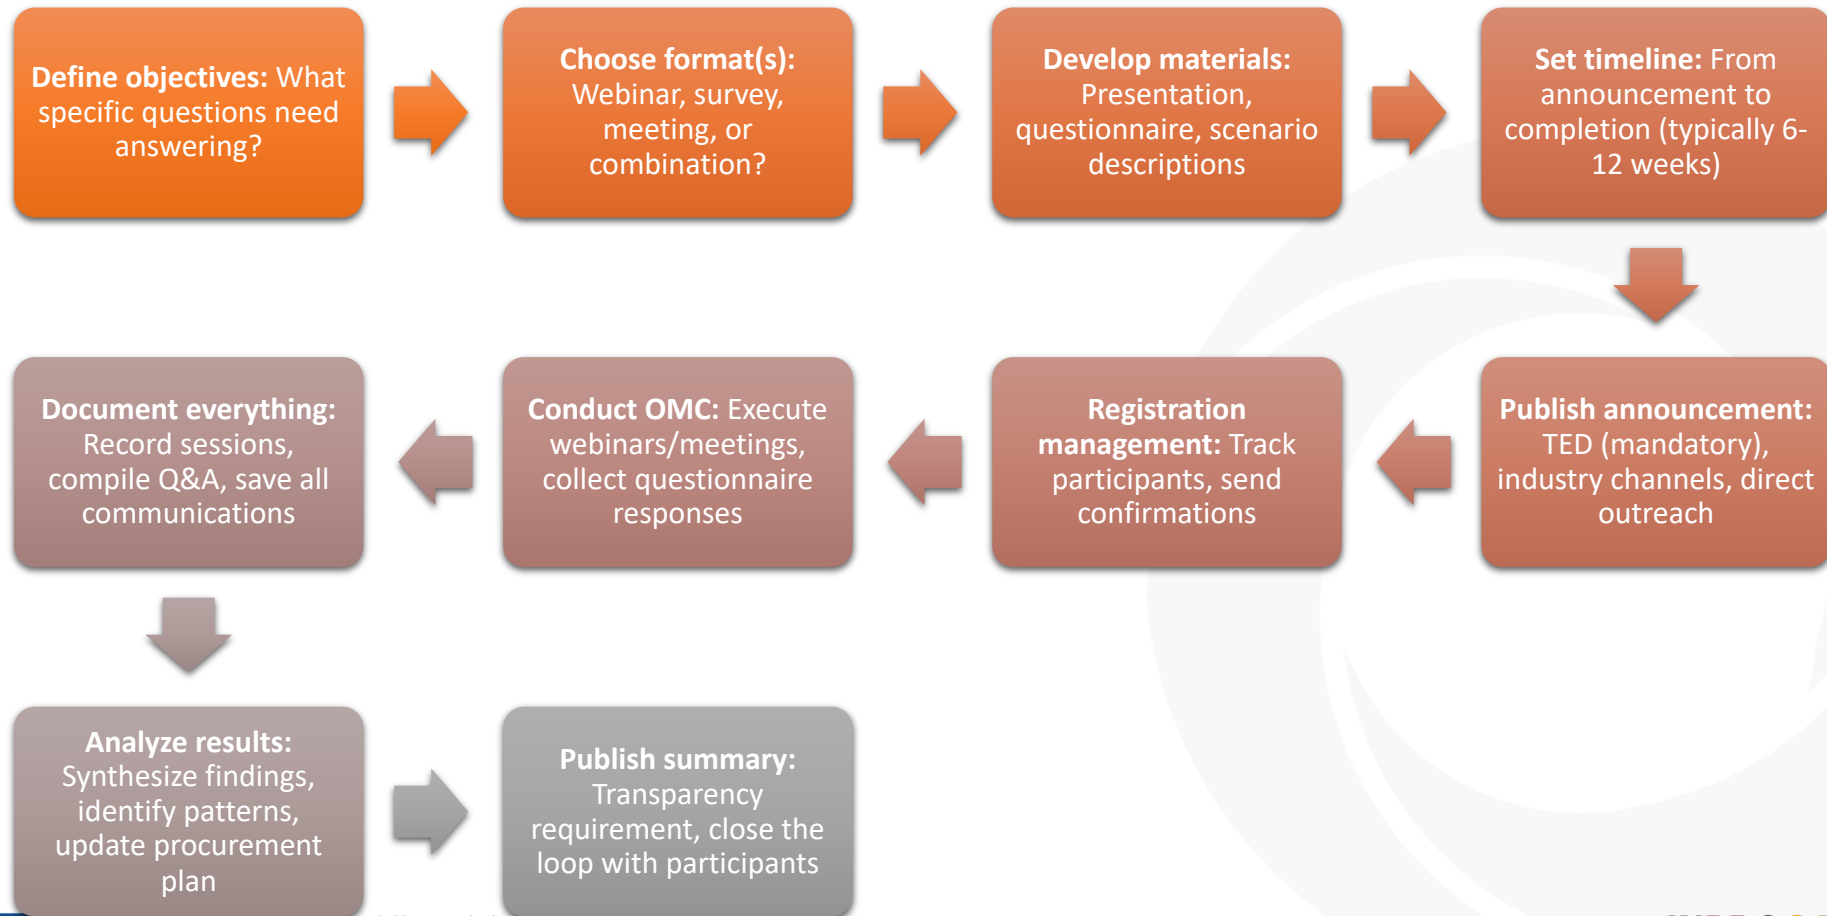 Define objectives: What
specific questions need
answering?
Choose format(s):
Webinar, survey,
meeting, or
combination?
Develop materials:
Presentation,
questionnaire, scenario
descriptions
Set timeline: From
announcement to
completion (typically 6-
12 weeks)
Publish announcement:
TED (mandatory),
industry channels, direct
outreach
Registration
management: Track
participants, send
confirmations
Conduct OMC: Execute
webinars/meetings,
collect questionnaire
responses
Document everything:
Record sessions,
compile Q&A, save all
communications
Analyze results:
Synthesize findings,
identify patterns,
update procurement
plan
Publish summary:
Transparency
requirement, close the
loop with participants